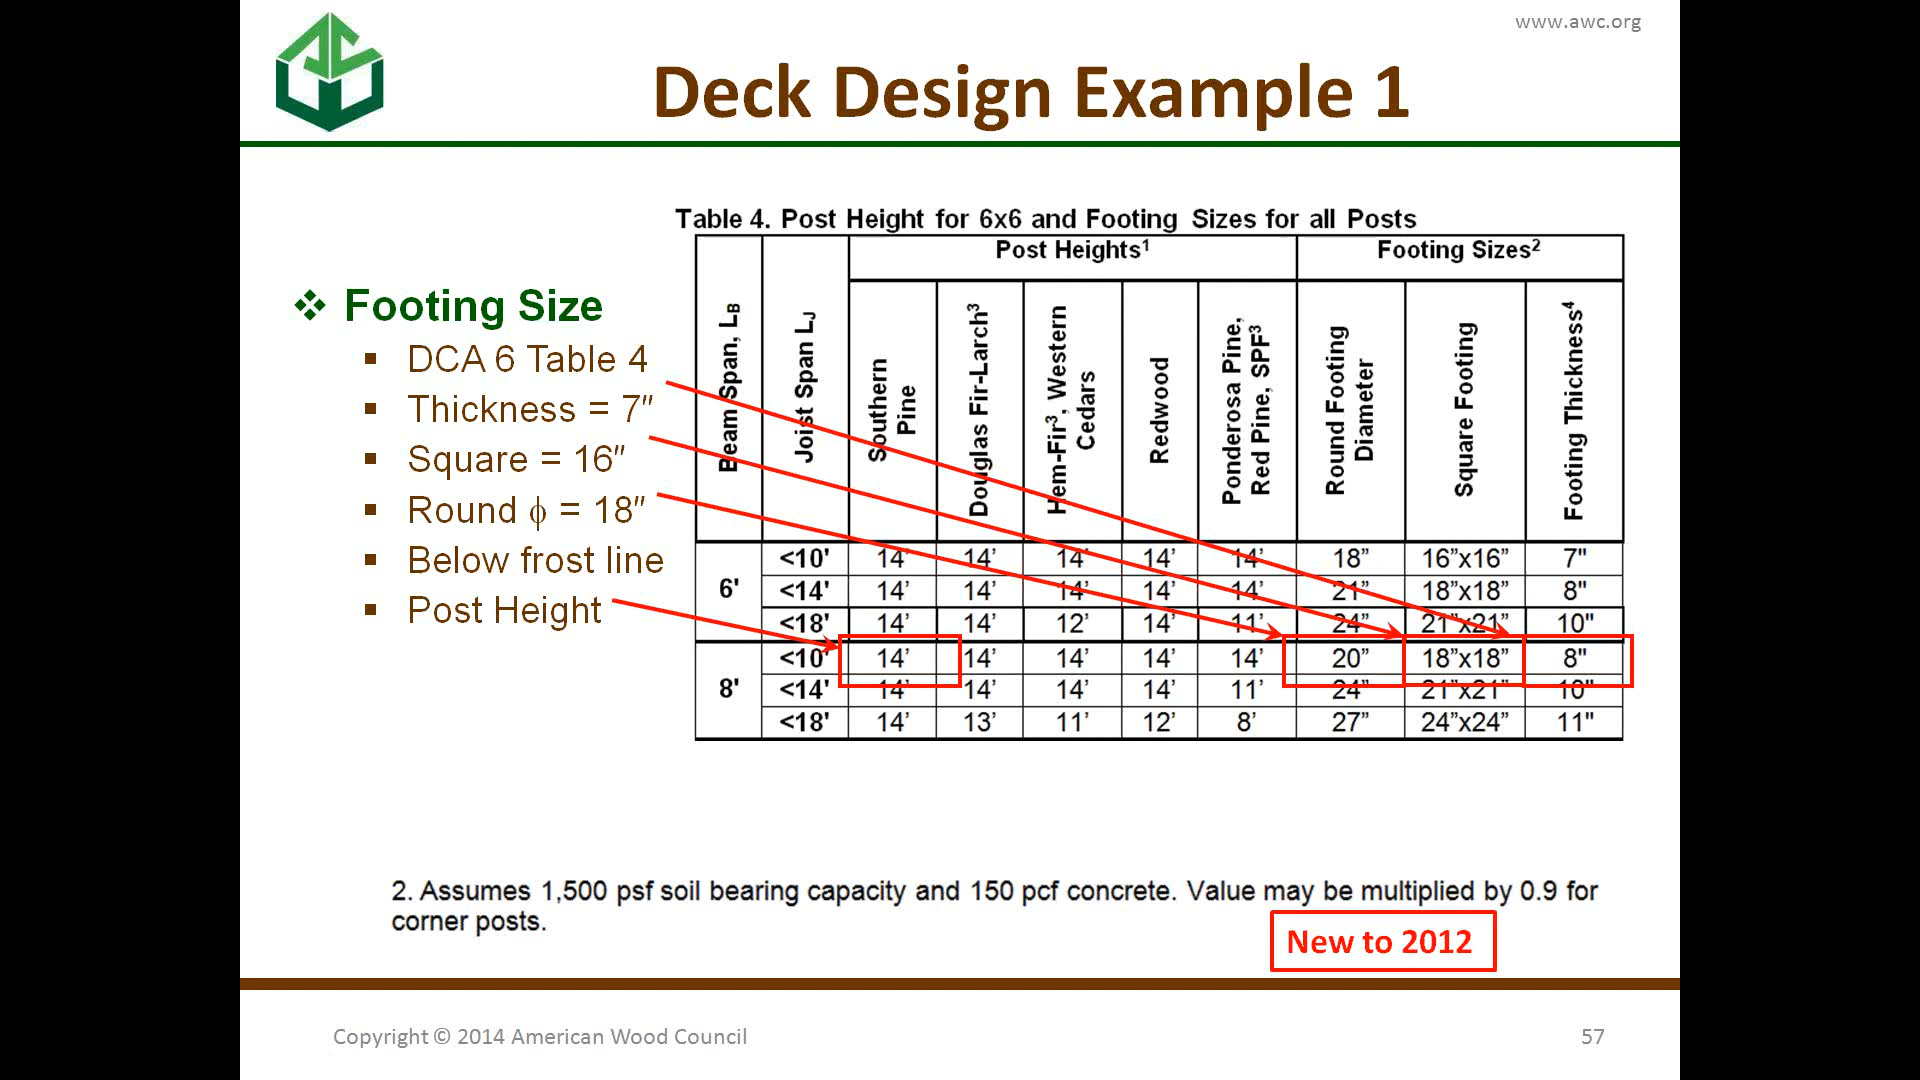 www.awc.org
Deck Design Example 1
Table 4. Post Height for 6x6 and Footing Sizes for all Posts
Post Heights¹ Footing Sizes²
Beam Span, LB
Joist Span LJ
Southern Pine
Douglas Fir-Larch³
Hem-Fir³, Western Cedars
Redwood
Ponderosa Pine, Red Pine, SPF³
Round Footing Diameter
Square Footing
Footing Thickness⁴
6' <10' 14’ 14’ 14’ 14’ 14’ 18” 16”x16” 7"
<14' 14’ 14’ 14’ 14’ 14’ 21” 18”x18” 8"
<18' 14’ 14’ 12’ 14’ 11’ 24” 21”x21” 10"
8' <10' 14’ 14’ 14’ 14’ 14’ 20” 18”x18” 8"
<14' 14’ 14’ 14’ 14’ 11’ 24” 21”x21” 10"
<18' 14’ 13’ 11’ 12’ 8’ 27” 24”x24” 11"
❖ Footing Size
▪ DCA 6 Table 4
▪ Thickness = 7″
▪ Square = 16″
▪ Round ϕ = 18″
▪ Below frost line
▪ Post Height
2. Assumes 1,500 psf soil bearing capacity and 150 pcf concrete. Value may be multiplied by 0.9 for
corner posts.
New to 2012
Copyright © 2014 American Wood Council
57